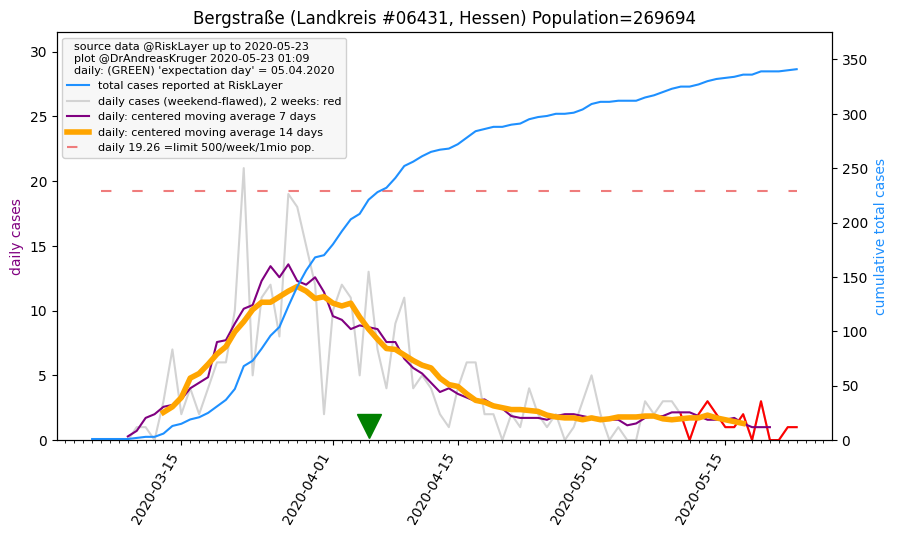 Bergstraße (Landkreis #06431, Hessen) Population=269694
source data @RiskLayer up to 2020-05-23
plot @DrAndreasKruger 2020-05-23 01:09
daily: (GREEN) 'expectation day' = 05.04.2020
total cases reported at RiskLayer
daily cases (weekend-flawed), 2 weeks: red
daily: centered moving average 7 days
daily: centered moving average 14 days
daily 19.26 =limit 500/week/1mio pop.
daily cases
30
25
20
15
10
5
0
350
300
250
200
150
100
50
0
cumulative total cases
2020-03-15
2020-04-01
2020-04-15
2020-05-01
2020-05-15